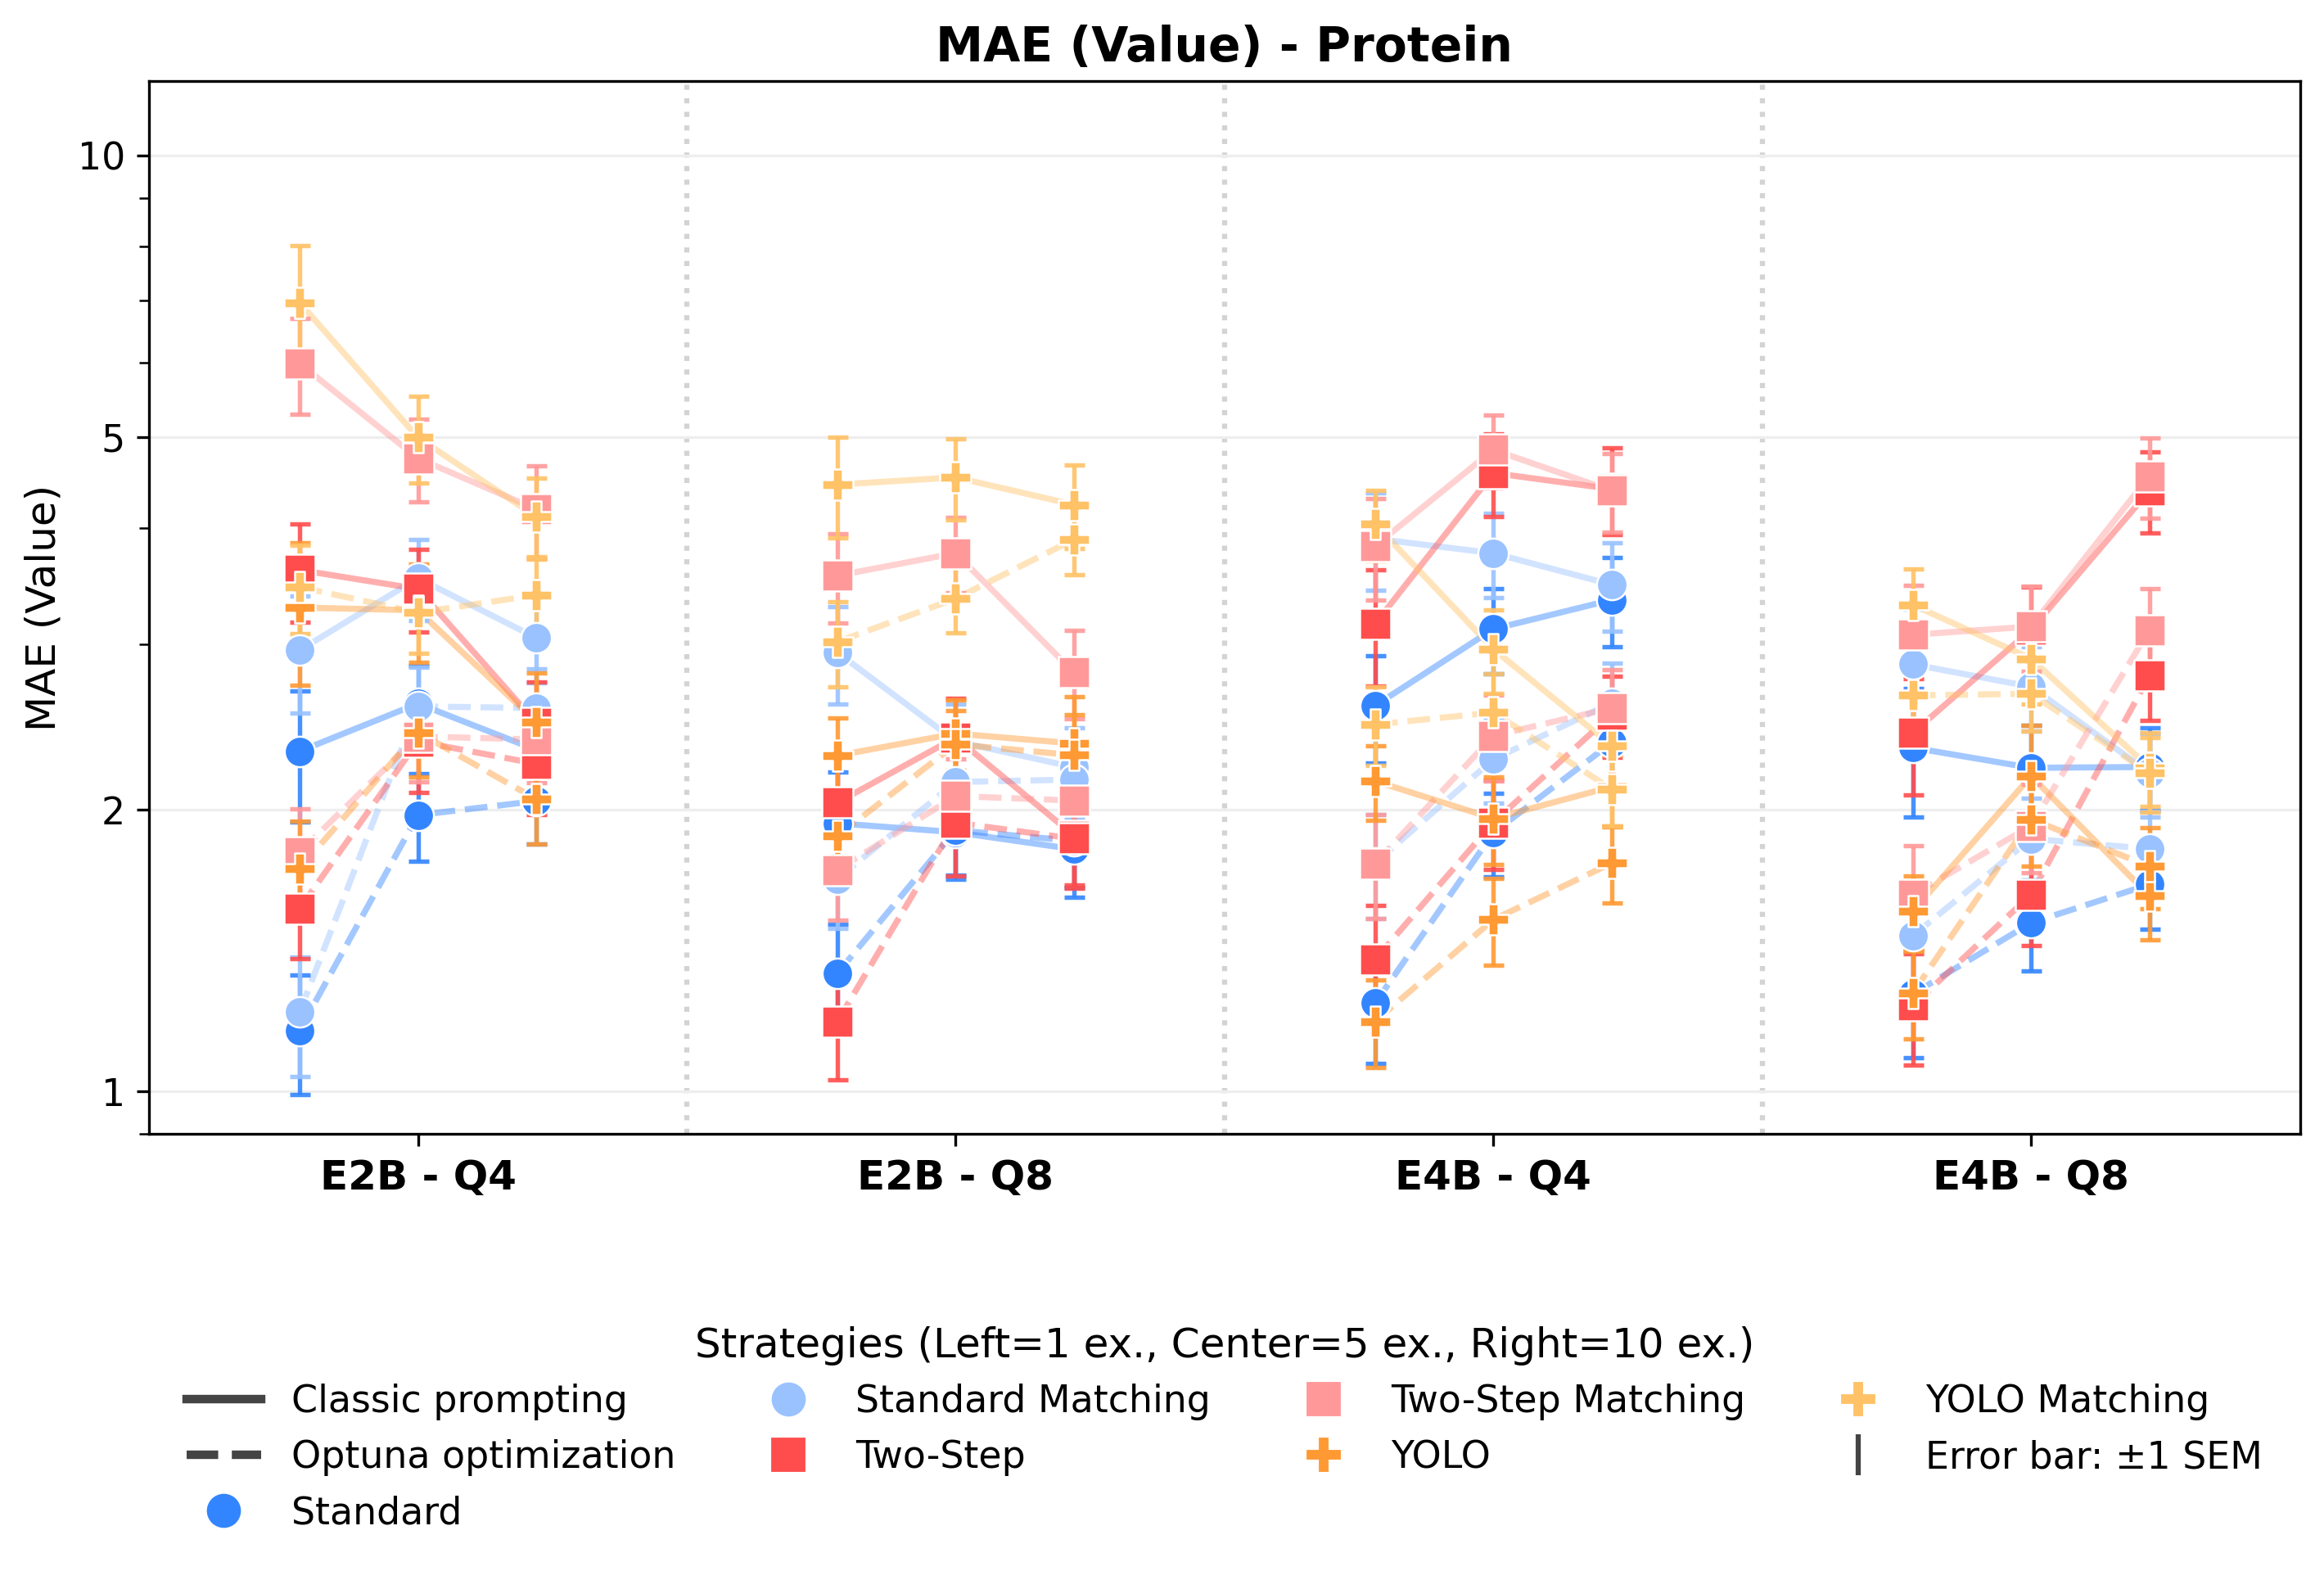 MAE (Value) - Protein
MAE (Value)
10
5
2
1
E2B - Q4
E2B - Q8
E4B - Q4
E4B - Q8
Strategies (Left=1 ex., Center=5 ex., Right=10 ex.)
Classic prompting
Optuna optimization
Standard
Standard Matching
Two-Step
Two-Step Matching
YOLO
YOLO Matching
Error bar: ±1 SEM